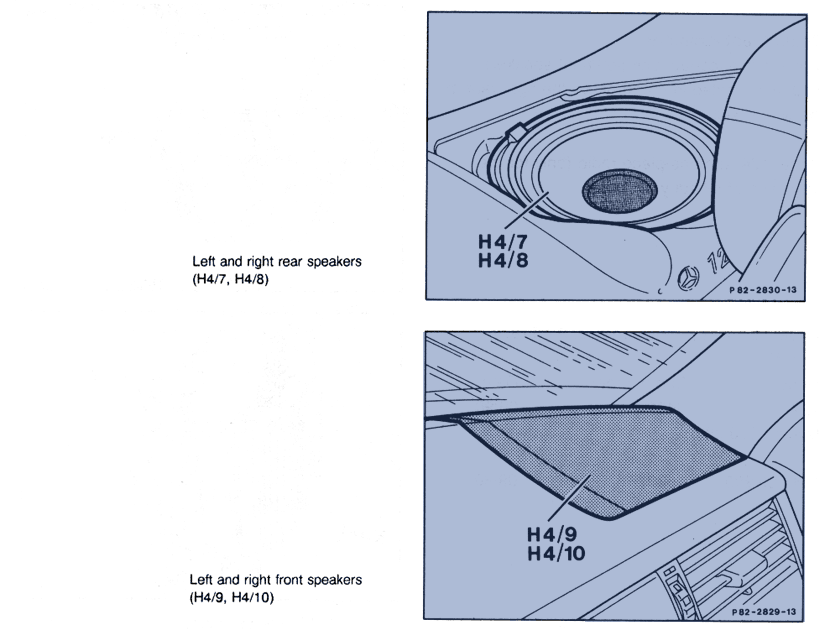 H4/7
H4/8
12
P 82-2830-13
Left and right rear speakers
(H4/7, H4/8)
H4/9
H4/10
P 82-2829-13
Left and right front speakers
(H4/9, H4/10)